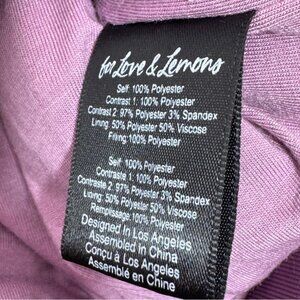 for Love & Lemons
Self: 100% Polyester
Contrast 1: 100% Polyester
Contrast 2: 97% Polyester 3% Spandex
Lining: 50% Polyester 50% Viscose
Filling: 100% Polyester
Self: 100% Polyester
Contraste 1: 100% Polyester
Contraste 2: 97% Polyester 3% Spandex
Lining: 50% Polyester 50% Viscose
Remplissage: 100% Polyester
Designed in Los Angeles
Assembled in China
Conçu à Los Angeles
Assemblé en Chine